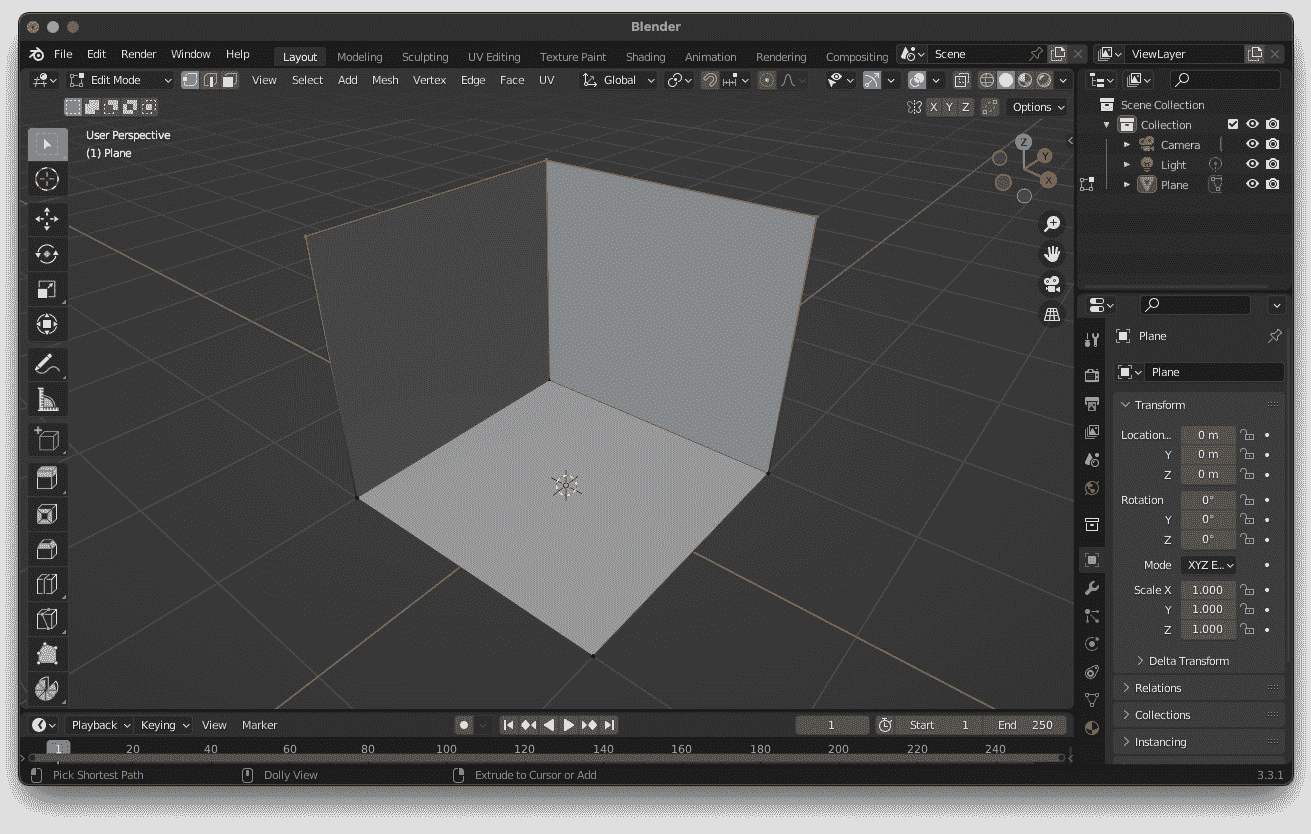 Blender
File Edit Render Window Help Layout Modeling Sculpting UV Editing Texture Paint Shading Animation Rendering Compositing Scene ViewLayer
Edit Mode View Select Add Mesh Vertex Edge Face UV Global
X Y Z Options
User Perspective
(1) Plane
Z
Y
X
Scene Collection
Collection
Camera
Light
Plane
Plane
Plane
Transform
Location... 0 m
Y 0 m
Z 0 m
Rotation 0°
Y 0°
Z 0°
Mode XYZ E...
Scale X 1.000
Y 1.000
Z 1.000
Delta Transform
Relations
Collections
Instancing
Playback Keying View Marker 1 Start 1 End 250
1 20 40 60 80 100 120 140 160 180 200 220 240
Pick Shortest Path Dolly View Extrude to Cursor or Add 3.3.1